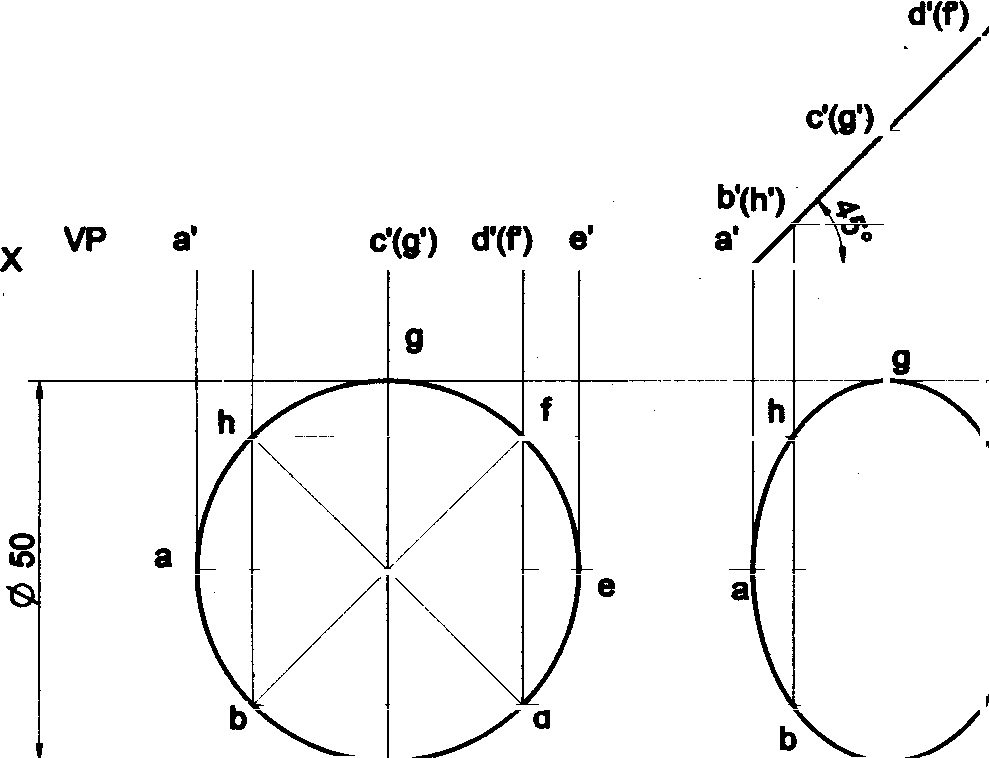 d'(f')
c'(g')
b'(h')
45°
X VP a' c'(g') d'(f') e' a'
g
g
h f h
Ø 50
a e a
b d b